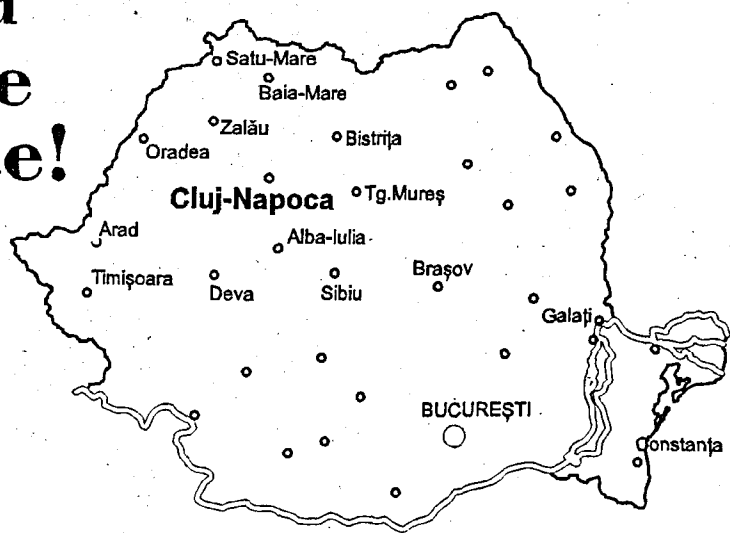 e
e!
Satu-Mare
Baia-Mare
Zalău
Oradea
Bistrița
Cluj-Napoca
Tg.Mureș
Arad
Alba-Iulia
Timișoara
Deva
Sibiu
Brașov
Galați
BUCUREȘTI
Constanța